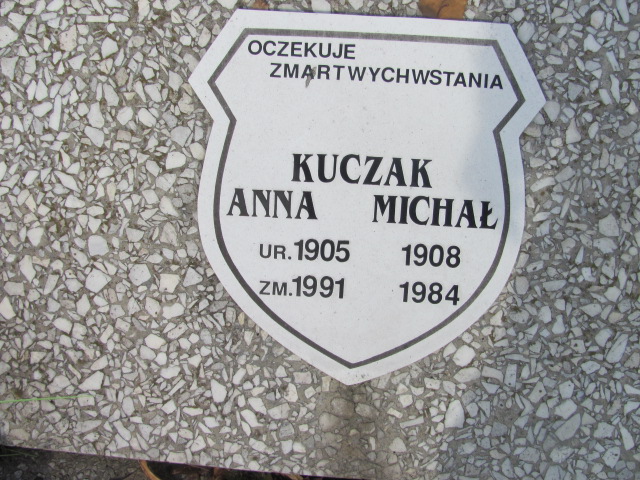 OCZEKUJE
ZMARTWYCHWSTANIA
KUCZAK
ANNA MICHAŁ
UR. 1905 1908
ZM. 1991 1984